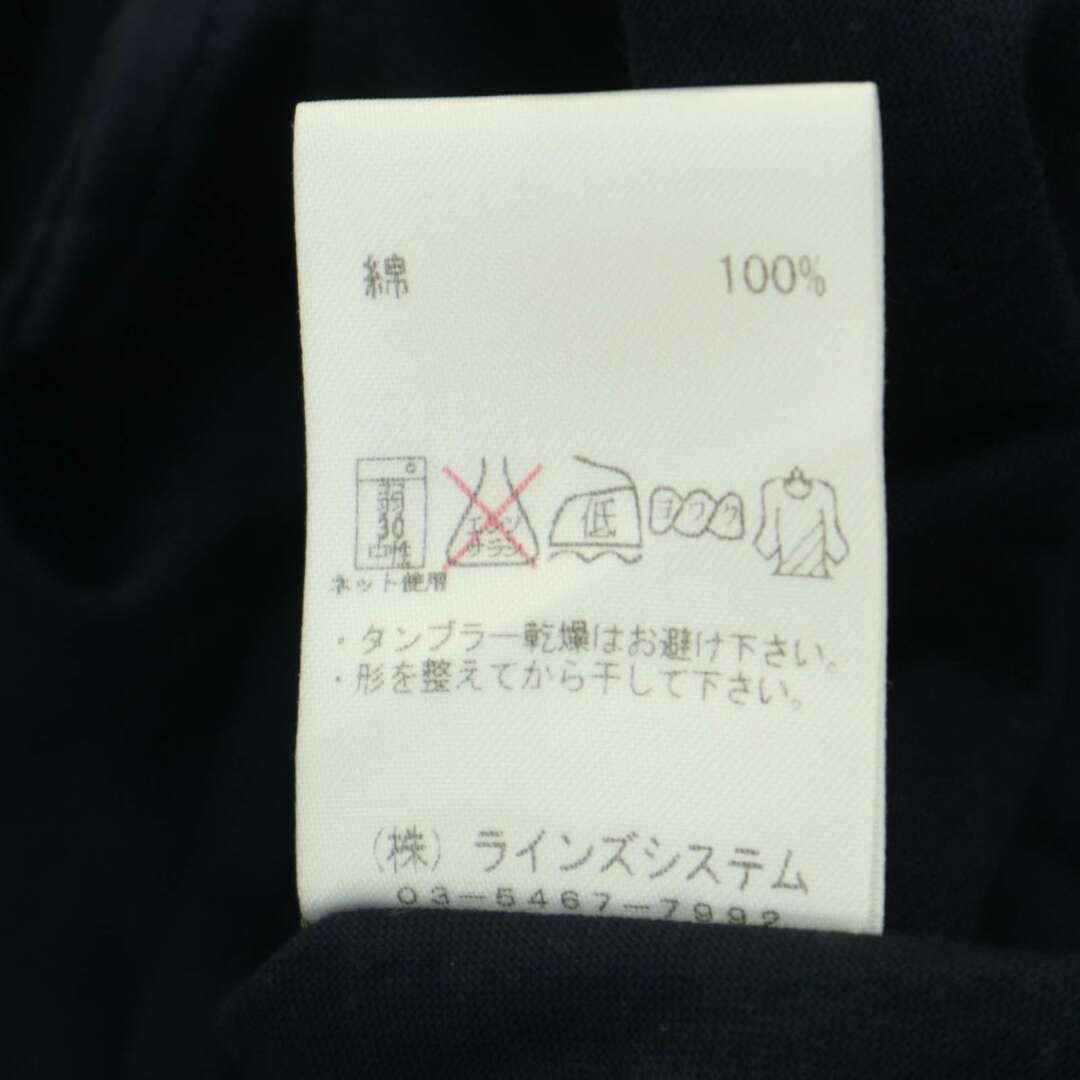 綿 100%
弱
30
中性
エンソ
サラシ
低
ヨワク
ネット使用
・タンブラー乾燥はお避け下さい。
・形を整えてから干して下さい。
(株) ラインズシステム
03-5467-7992